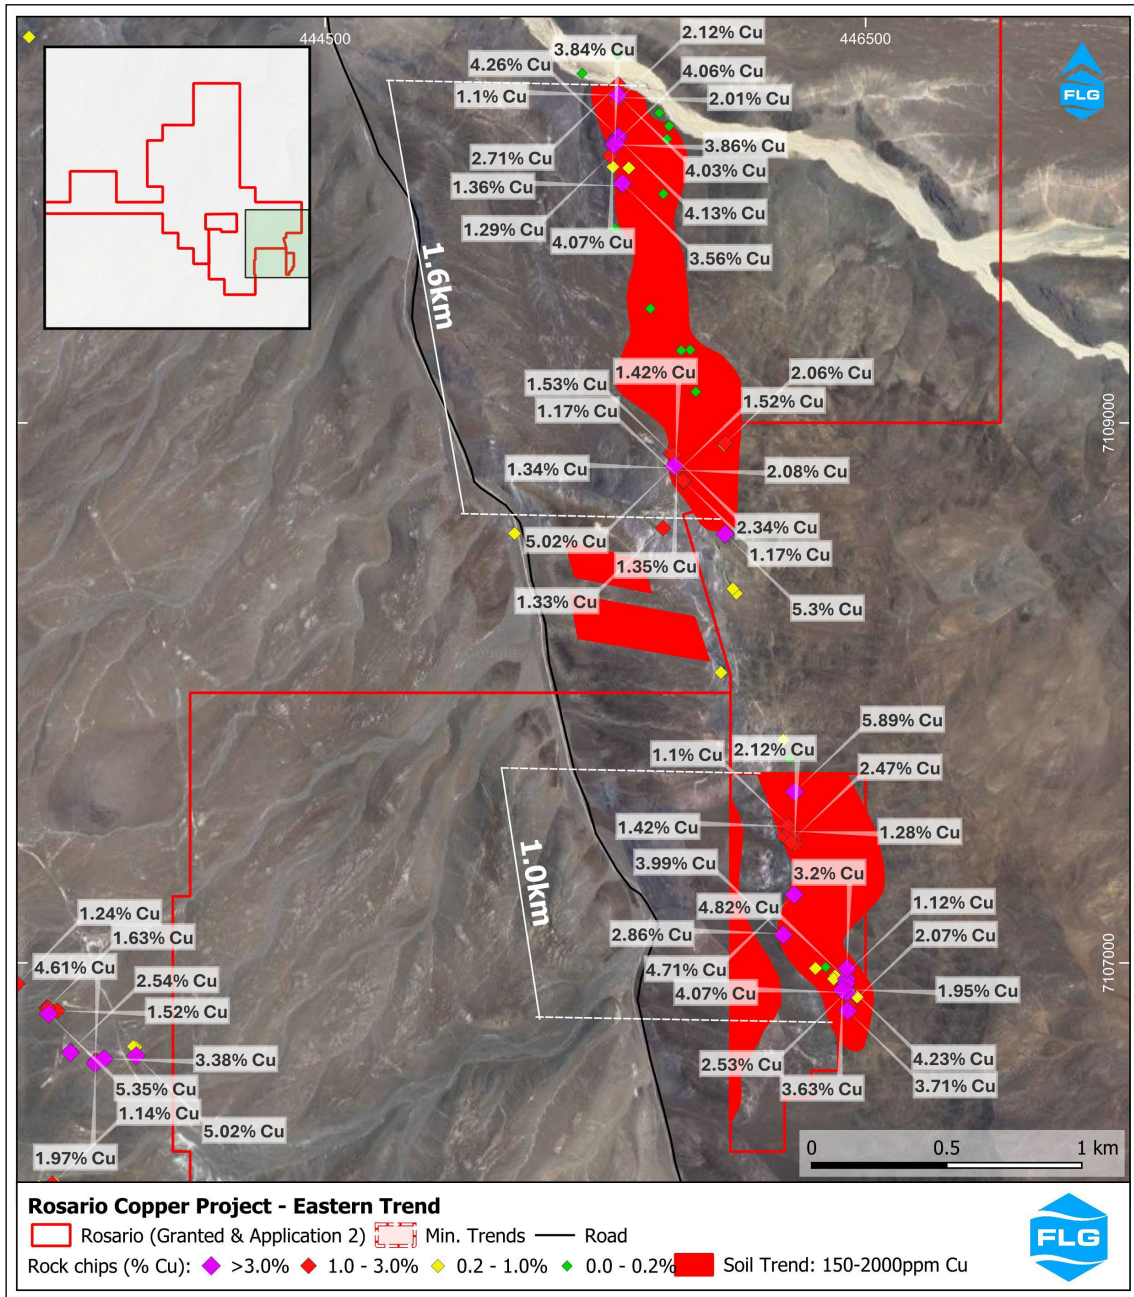 444500
446500
2.12% Cu
3.84% Cu
4.26% Cu
4.06% Cu
1.1% Cu
2.01% Cu
FLG
2.71% Cu
3.86% Cu
4.03% Cu
1.36% Cu
4.13% Cu
1.29% Cu
4.07% Cu
3.56% Cu
1.6km
1.42% Cu
2.06% Cu
1.53% Cu
1.52% Cu
1.17% Cu
7109000
1.34% Cu
2.08% Cu
5.02% Cu
2.34% Cu
1.17% Cu
1.35% Cu
1.33% Cu
5.3% Cu
5.89% Cu
1.1% Cu
2.12% Cu
2.47% Cu
1.42% Cu
1.28% Cu
3.99% Cu
3.2% Cu
1.0km
4.82% Cu
1.12% Cu
2.86% Cu
2.07% Cu
4.71% Cu
4.07% Cu
1.95% Cu
7107000
2.53% Cu
4.23% Cu
3.63% Cu
3.71% Cu
1.24% Cu
1.63% Cu
4.61% Cu
2.54% Cu
1.52% Cu
3.38% Cu
5.35% Cu
1.14% Cu
5.02% Cu
1.97% Cu
0 0.5 1 km
Rosario Copper Project - Eastern Trend
Rosario (Granted & Application 2) Min. Trends Road
Rock chips (% Cu): >3.0% 1.0 - 3.0% 0.2 - 1.0% 0.0 - 0.2% Soil Trend: 150-2000ppm Cu
FLG